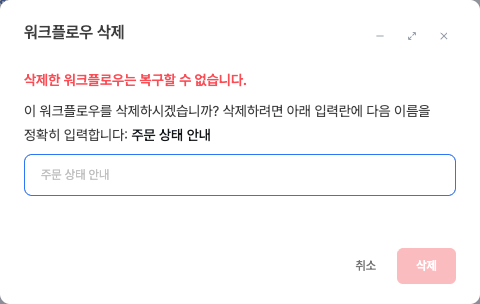 워크플로우 삭제
삭제한 워크플로우는 복구할 수 없습니다.
이 워크플로우를 삭제하시겠습니까? 삭제하려면 아래 입력란에 다음 이름을
정확히 입력합니다: 주문 상태 안내
주문 상태 안내
취소 삭제